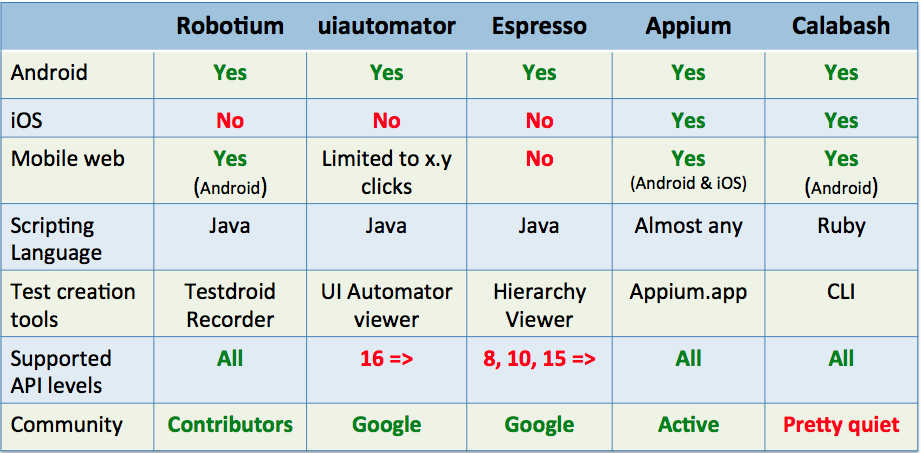 Robotium uiautomator Espresso Appium Calabash
Android Yes Yes Yes Yes Yes
iOS No No No Yes Yes
Mobile web Yes Limited to x.y No Yes Yes
(Android) clicks (Android & iOS) (Android)
Scripting Java Java Java Almost any Ruby
Language
Test creation Testdroid UI Automator Hierarchy Appium.app CLI
tools Recorder viewer Viewer
Supported All 16 => 8, 10, 15 => All All
API levels
Community Contributors Google Google Active Pretty quiet